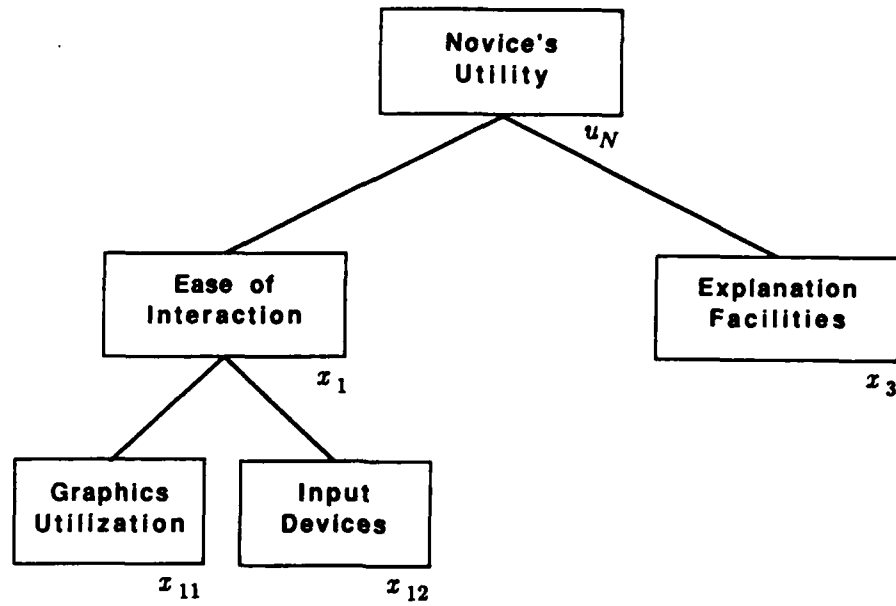 Novice's
Utility
u_N
Ease of
Interaction
x_1
Explanation
Facilities
x_3
Graphics
Utilization
x_11
Input
Devices
x_12